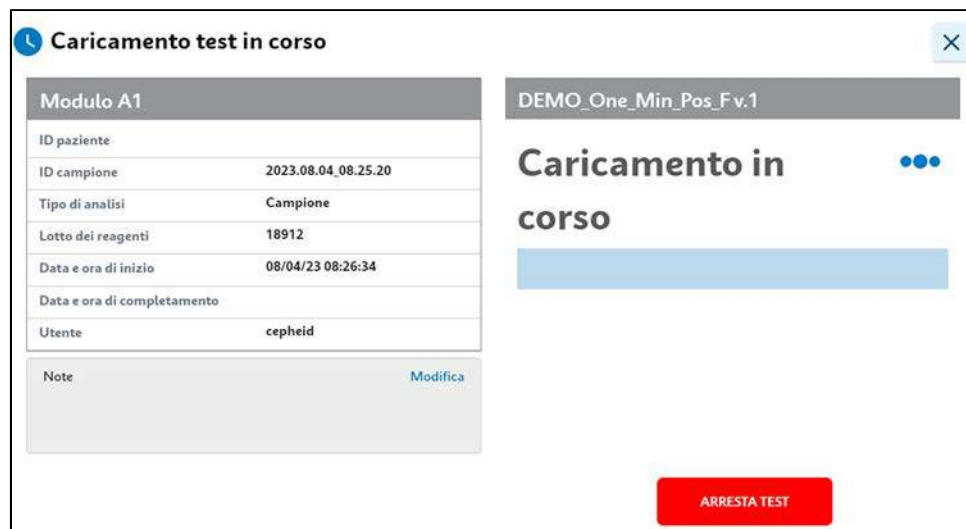 Caricamento test in corso
Modulo A1
ID paziente
ID campione 2023.08.04_08.25.20
Tipo di analisi Campione
Lotto dei reagenti 18912
Data e ora di inizio 08/04/23 08:26:34
Data e ora di completamento
Utente cepheid
Note Modifica
DEMO_One_Min_Pos_F v.1
Caricamento in
corso
ARRESTA TEST